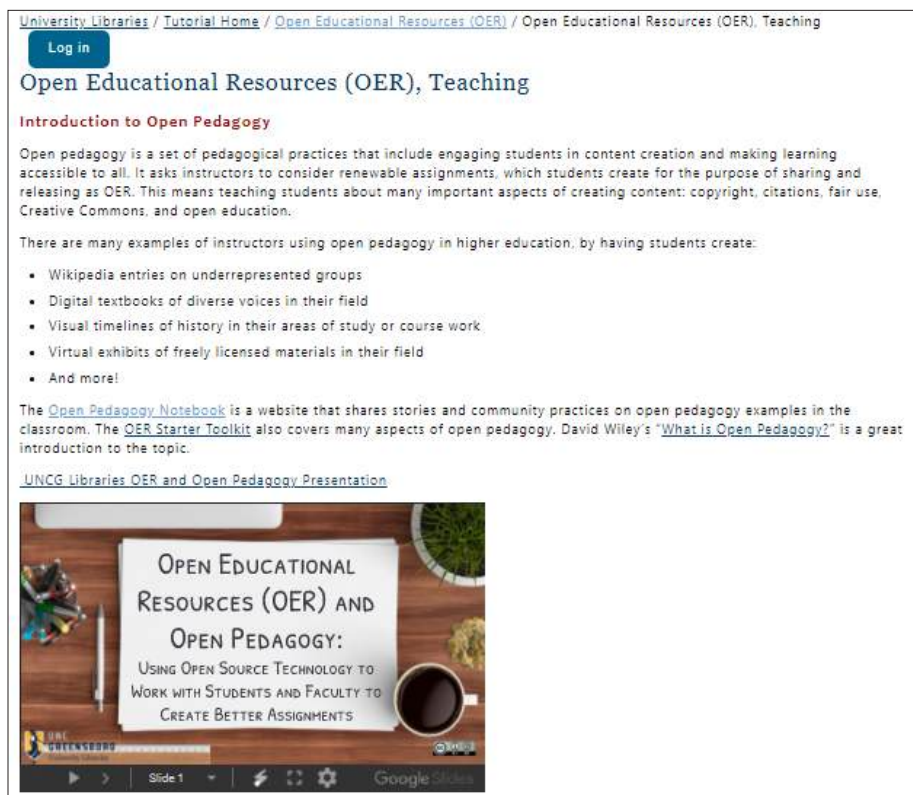 University Libraries / Tutorial Home / Open Educational Resources (OER) / Open Educational Resources (OER), Teaching
Log in
Open Educational Resources (OER), Teaching
Introduction to Open Pedagogy
Open pedagogy is a set of pedagogical practices that include engaging students in content creation and making learning
accessible to all. It asks instructors to consider renewable assignments, which students create for the purpose of sharing and
releasing as OER. This means teaching students about many important aspects of creating content: copyright, citations, fair use,
Creative Commons, and open education.
There are many examples of instructors using open pedagogy in higher education, by having students create:
• Wikipedia entries on underrepresented groups
• Digital textbooks of diverse voices in their field
• Visual timelines of history in their areas of study or course work
• Virtual exhibits of freely licensed materials in their field
• And more!
The Open Pedagogy Notebook is a website that shares stories and community practices on open pedagogy examples in the
classroom. The OER Starter Toolkit also covers many aspects of open pedagogy. David Wiley's "What is Open Pedagogy?" is a great
introduction to the topic.
UNCG Libraries OER and Open Pedagogy Presentation
Open Educational
Resources (OER) and
Open Pedagogy:
Using Open Source Technology to
Work with Students and Faculty to
Create Better Assignments
UNC
GREENSBORO
University Libraries
Slide 1
Google Slides